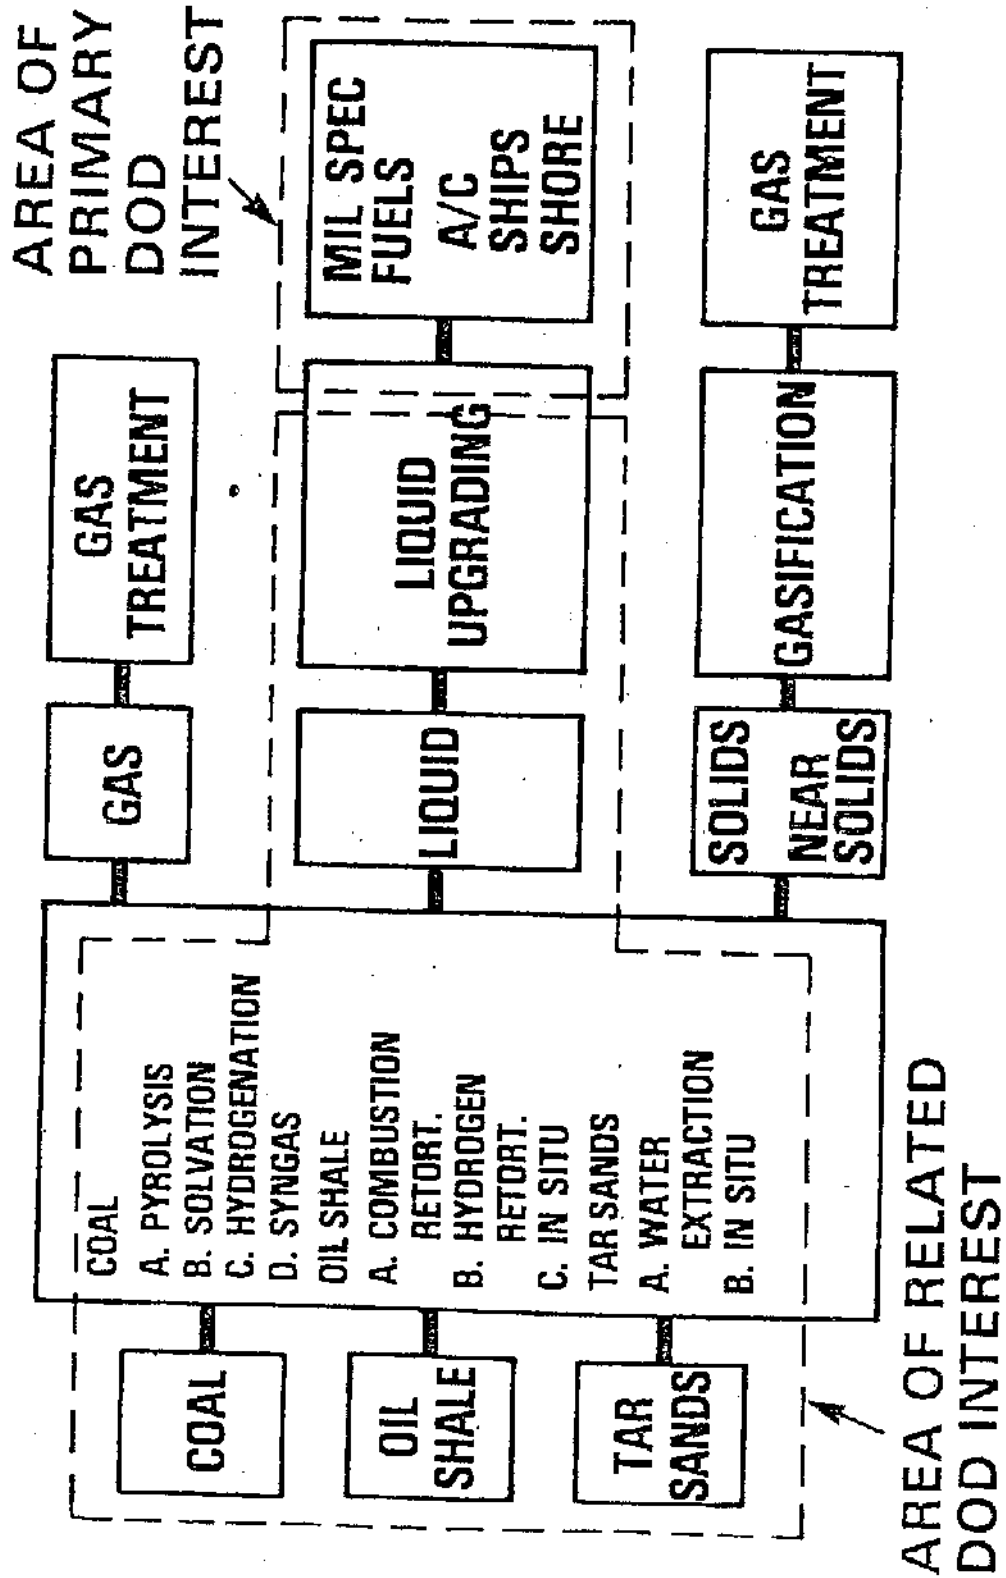 AREA OF
PRIMARY
DOD
INTEREST
COAL
OIL
SHALE
TAR
SANDS
COAL
A. PYROLYSIS
B. SOLVATION
C. HYDROGENATION
D. SYNGAS
OIL SHALE
A. COMBUSTION
RETORT.
B. HYDROGEN
RETORT.
C. IN SITU
TAR SANDS
A. WATER
EXTRACTION
B. IN SITU
GAS
GAS
TREATMENT
LIQUID
LIQUID
UPGRADING
MIL SPEC
FUELS
A/C
SHIPS
SHORE
SOLIDS
NEAR
SOLIDS
GASIFICATION
GAS
TREATMENT
AREA OF RELATED
DOD INTEREST